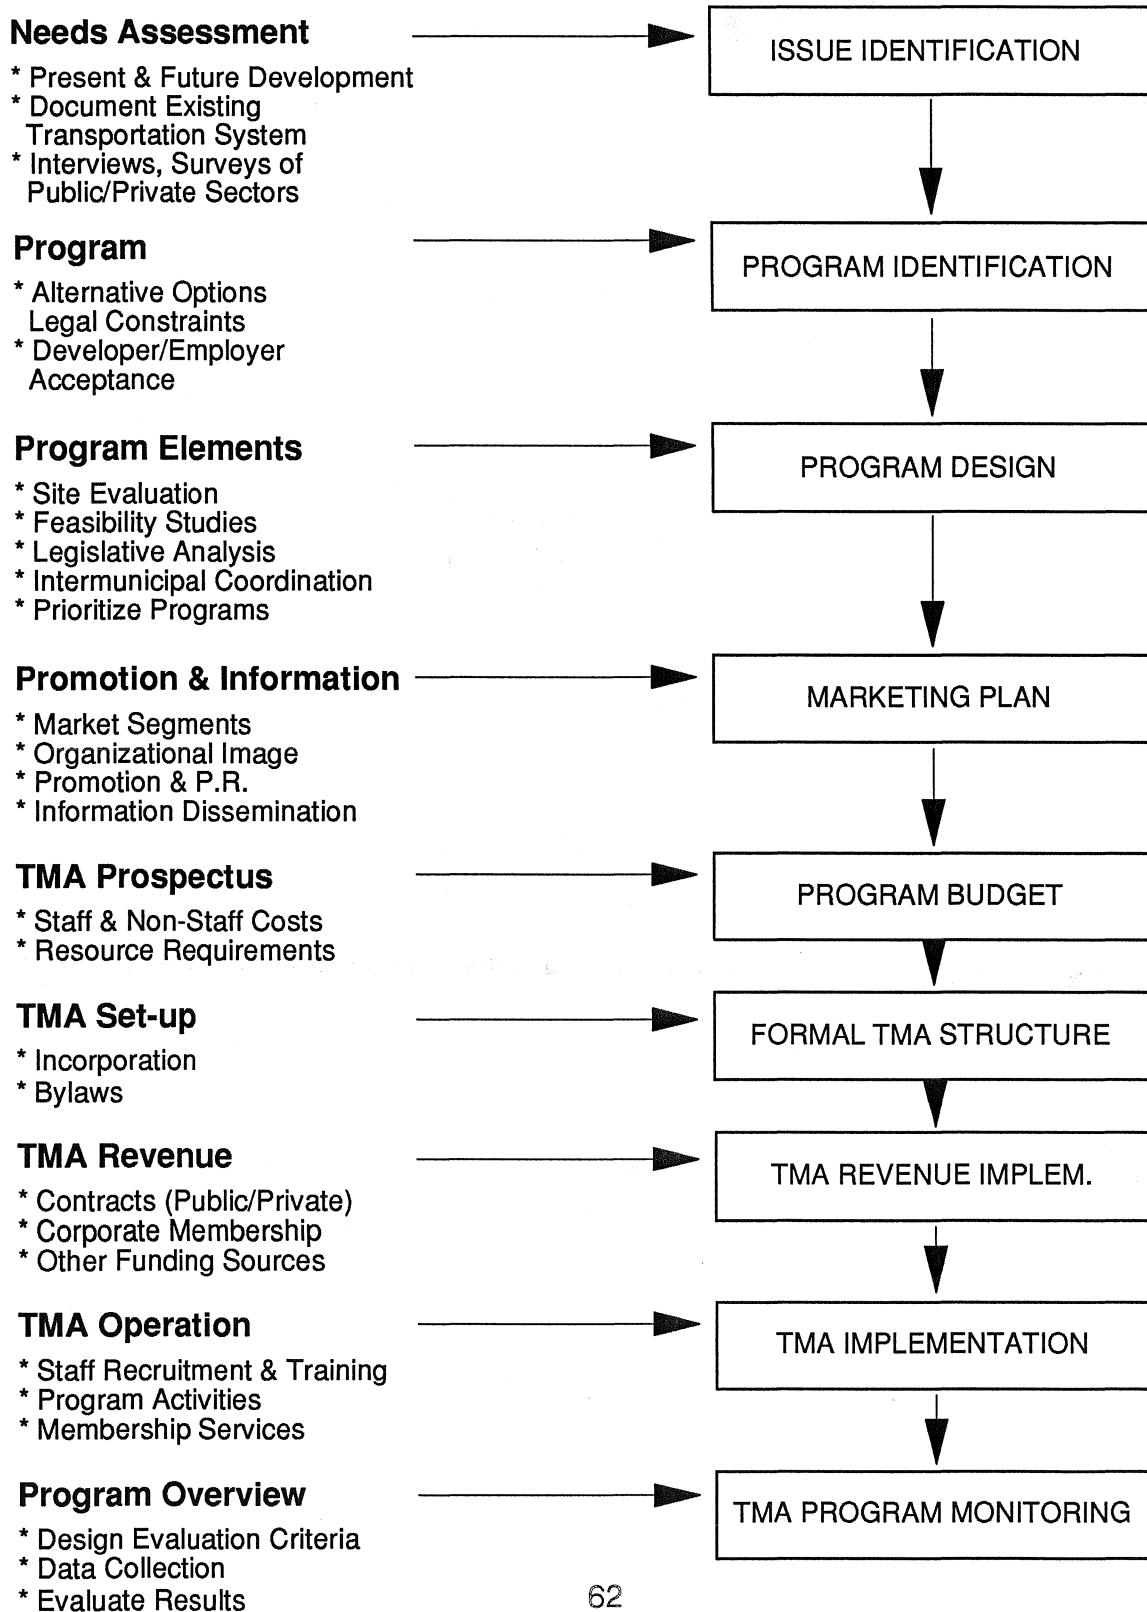 Needs Assessment
ISSUE IDENTIFICATION
* Present & Future Development
* Document Existing
Transportation System
* Interviews, Surveys of
Public/Private Sectors
Program
PROGRAM IDENTIFICATION
* Alternative Options
Legal Constraints
* Developer/Employer
Acceptance
Program Elements
PROGRAM DESIGN
* Site Evaluation
* Feasibility Studies
* Legislative Analysis
* Intermunicipal Coordination
* Prioritize Programs
Promotion & Information
MARKETING PLAN
* Market Segments
* Organizational Image
* Promotion & P.R.
* Information Dissemination
TMA Prospectus
PROGRAM BUDGET
* Staff & Non-Staff Costs
* Resource Requirements
TMA Set-up
FORMAL TMA STRUCTURE
* Incorporation
* Bylaws
TMA Revenue
TMA REVENUE IMPLEM.
* Contracts (Public/Private)
* Corporate Membership
* Other Funding Sources
TMA Operation
TMA IMPLEMENTATION
* Staff Recruitment & Training
* Program Activities
* Membership Services
Program Overview
TMA PROGRAM MONITORING
* Design Evaluation Criteria
* Data Collection
* Evaluate Results
62